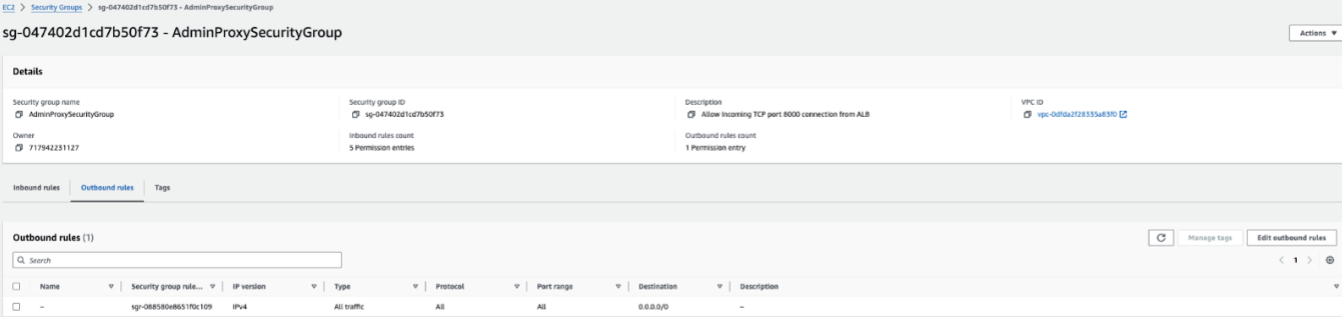 EC2 > Security Groups > sg-047402d1cd7b50f73 - AdminProxySecurityGroup
sg-047402d1cd7b50f73 - AdminProxySecurityGroup
Actions
Details
Security group name Security group ID Description VPC ID
AdminProxySecurityGroup sg-047402d1cd7b50f73 Allow incoming TCP port 8000 connection from ALB vpc-0dfda2f28335a83f0
Owner Inbound rules count Outbound rules count
717942231127 5 Permission entries 1 Permission entry
Inbound rules Outbound rules Tags
Outbound rules (1) Manage tags Edit outbound rules
Search < 1 >
Name Security group rule... IP version Type Protocol Port range Destination Description
– sgr-088580e8651f0c109 IPv4 All traffic All All 0.0.0.0/0 –